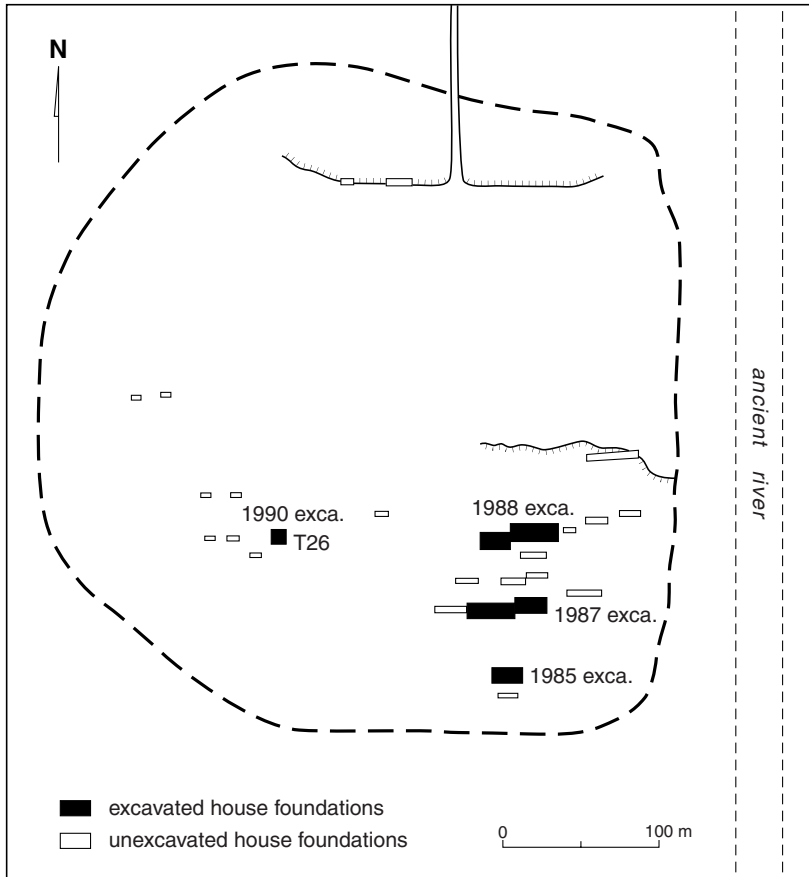 N
ancient river
1990 exca.
T26
1988 exca.
1987 exca.
1985 exca.
excavated house foundations
unexcavated house foundations
0 100 m